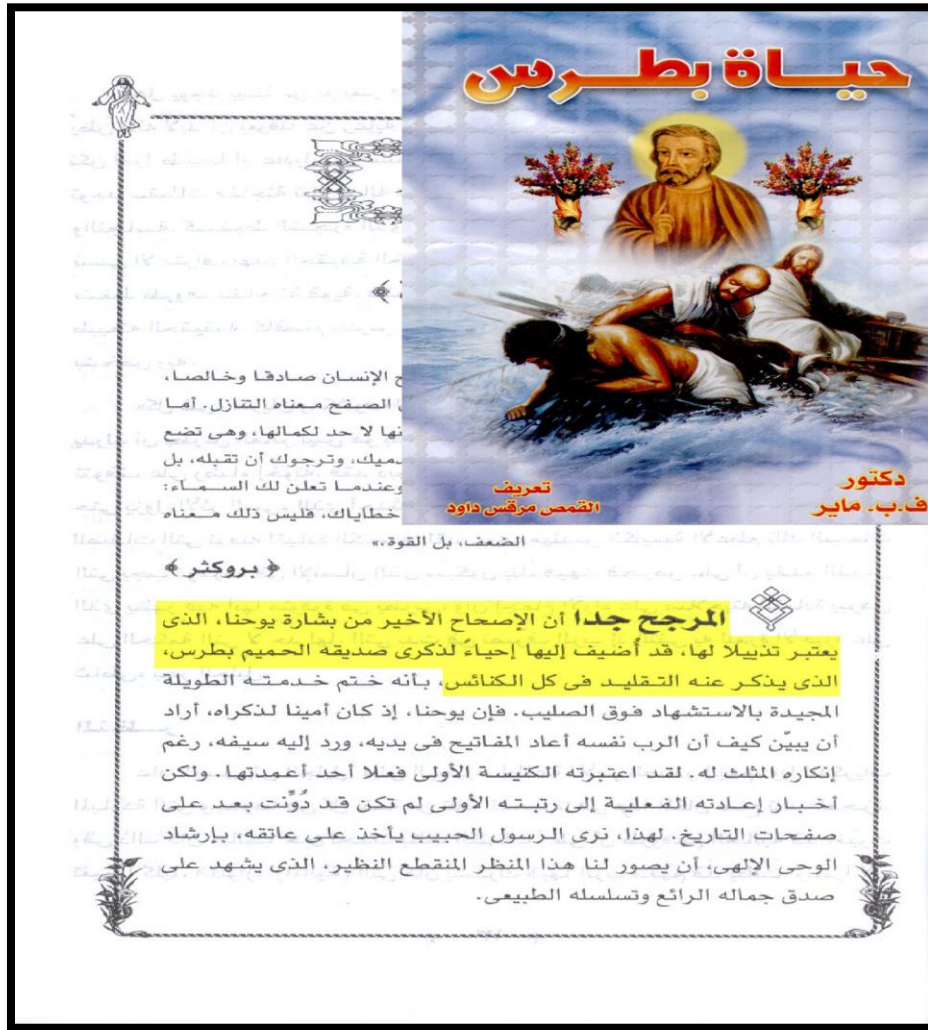 حياة بطرس
دكتور
ف.ب. ماير
تعريف
القمص مرقس داود
الإنسان صادقا وخالصا،
الصفح معناه التنازل. أما
لا حد لكمالها، وهى تضع
وترجوك أن تقبله، بل
وعندما تعلن لك السماء:
خطاياك، فليس ذلك معناه
الضعف، بل القوة.»
﴿ بروكثر ﴾
المرجح جدا أن الإصحاح الأخير من بشارة يوحنا، الذى
يعتبر تذييلا لها، قد أضيف إليها إحياء لذكرى صديقه الحميم بطرس،
الذى يذكر عنه التقليد فى كل الكنائس، بأنه ختم خدمته الطويلة
المجيدة بالاستشهاد فوق الصليب. فإن يوحنا، إذ كان أمينا لذكراه، أراد
أن يبيّن كيف أن الرب نفسه أعاد المفاتيح فى يديه، ورد إليه سيفه، رغم
إنكاره المثلث له. لقد اعتبرته الكنيسة الأولى فعلا أحد أعمدتها. ولكن
أخبار إعادته الفعلية إلى رتبته الأولى لم تكن قد دُوِّنت بعد على
صفحات التاريخ. لهذا، نرى الرسول الحبيب يأخذ على عاتقه، بإرشاد
الوحى الإلهى، أن يصور لنا هذا المنظر المنقطع النظير، الذى يشهد على
صدق جماله الرائع وتسلسله الطبيعى.